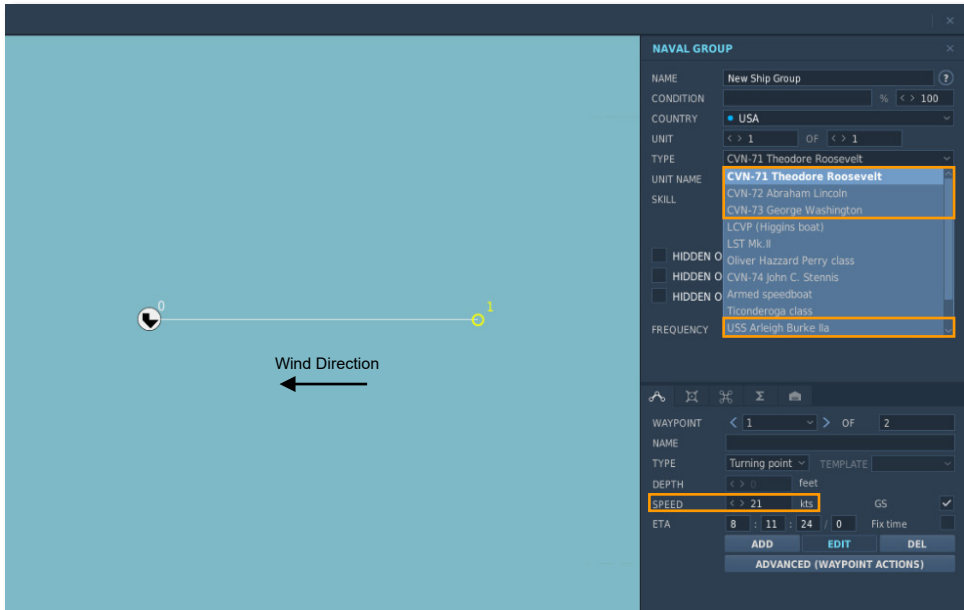 NAVAL GROUP
NAME New Ship Group ?
CONDITION % < > 100
COUNTRY USA
UNIT < > 1 OF < > 1
TYPE CVN-71 Theodore Roosevelt
UNIT NAME CVN-71 Theodore Roosevelt
CVN-72 Abraham Lincoln
SKILL
CVN-73 George Washington
LCVP (Higgins boat)
LST Mk.II
HIDDEN O Oliver Hazzard Perry class
HIDDEN O CVN-74 John C. Stennis
HIDDEN O Armed speedboat
Ticonderoga class
FREQUENCY USS Arleigh Burke IIa
0
1
Wind Direction
WAYPOINT < 1 > OF 2
NAME
TYPE Turning point TEMPLATE
DEPTH < > 0 feet
SPEED < > 21 kts GS
ETA 8 : 11 : 24 / 0 Fix time
ADD EDIT DEL
ADVANCED (WAYPOINT ACTIONS)